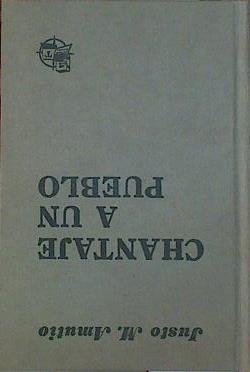 Justo M. Amutio
CHANTAJE
A UN
PUEBLO